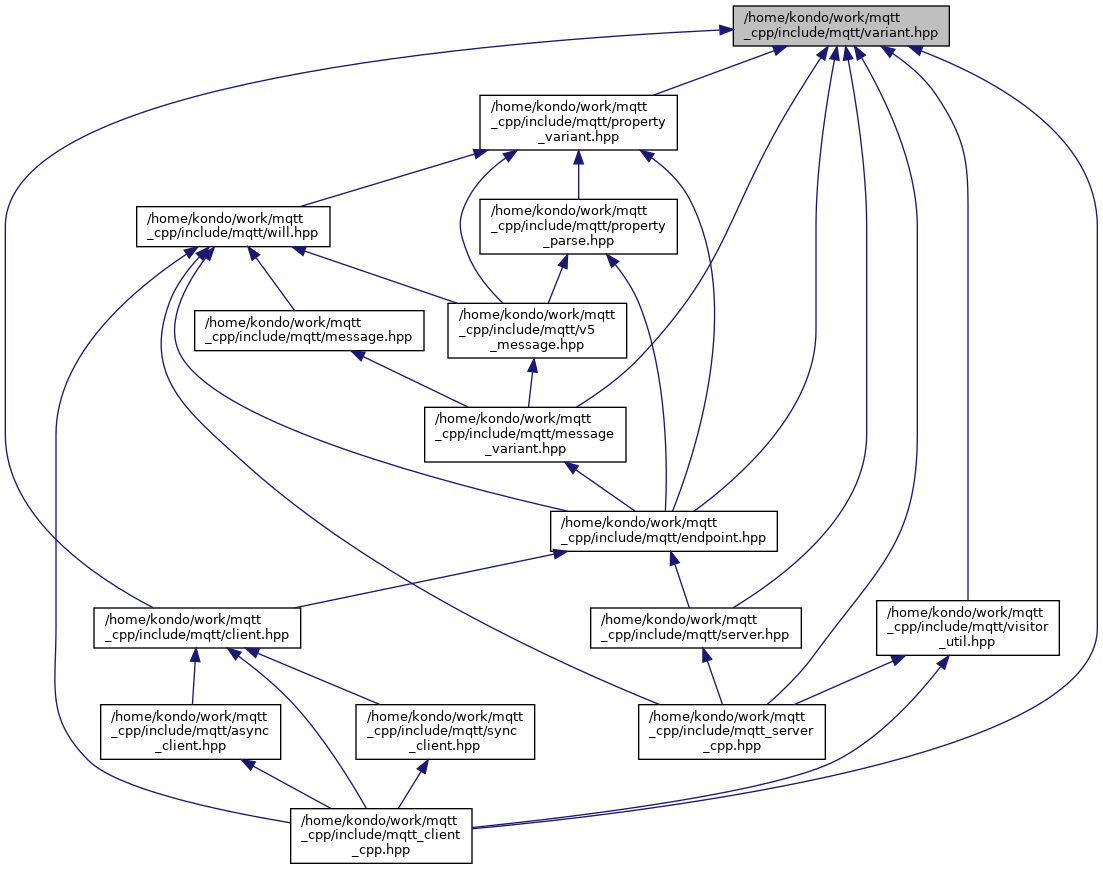 /home/kondo/work/mqtt
_cpp/include/mqtt/variant.hpp
/home/kondo/work/mqtt
_cpp/include/mqtt/property
_variant.hpp
/home/kondo/work/mqtt
_cpp/include/mqtt/will.hpp
/home/kondo/work/mqtt
_cpp/include/mqtt/property
_parse.hpp
/home/kondo/work/mqtt
_cpp/include/mqtt/message.hpp
/home/kondo/work/mqtt
_cpp/include/mqtt/v5
_message.hpp
/home/kondo/work/mqtt
_cpp/include/mqtt/message
_variant.hpp
/home/kondo/work/mqtt
_cpp/include/mqtt/endpoint.hpp
/home/kondo/work/mqtt
_cpp/include/mqtt/client.hpp
/home/kondo/work/mqtt
_cpp/include/mqtt/server.hpp
/home/kondo/work/mqtt
_cpp/include/mqtt/visitor
_util.hpp
/home/kondo/work/mqtt
_cpp/include/mqtt/async
_client.hpp
/home/kondo/work/mqtt
_cpp/include/mqtt/sync
_client.hpp
/home/kondo/work/mqtt
_cpp/include/mqtt_server
_cpp.hpp
/home/kondo/work/mqtt
_cpp/include/mqtt_client
_cpp.hpp